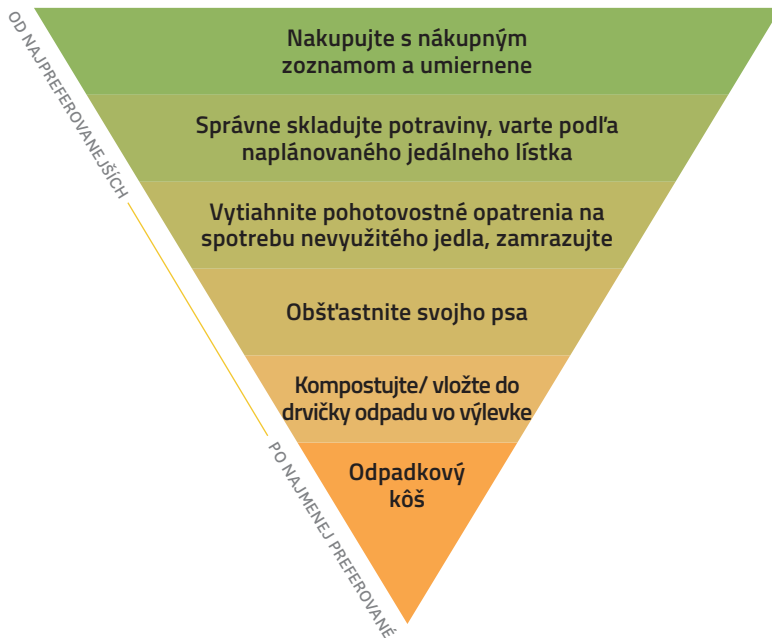 OD NAJPREFEROVANEJŠÍCH
Nakupujte s nákupným
zoznamom a umiernene
Správne skladujte potraviny, varte podľa
naplánovaného jedálneho lístka
Vytiahnite pohotovostné opatrenia na
spotrebu nevyužitého jedla, zamrazujte
Obšťastnite svojho psa
Kompostujte/ vložte do
drvičky odpadu vo výlevke
Odpadkový
kôš
PO NAJMENEJ PREFEROVANÉ